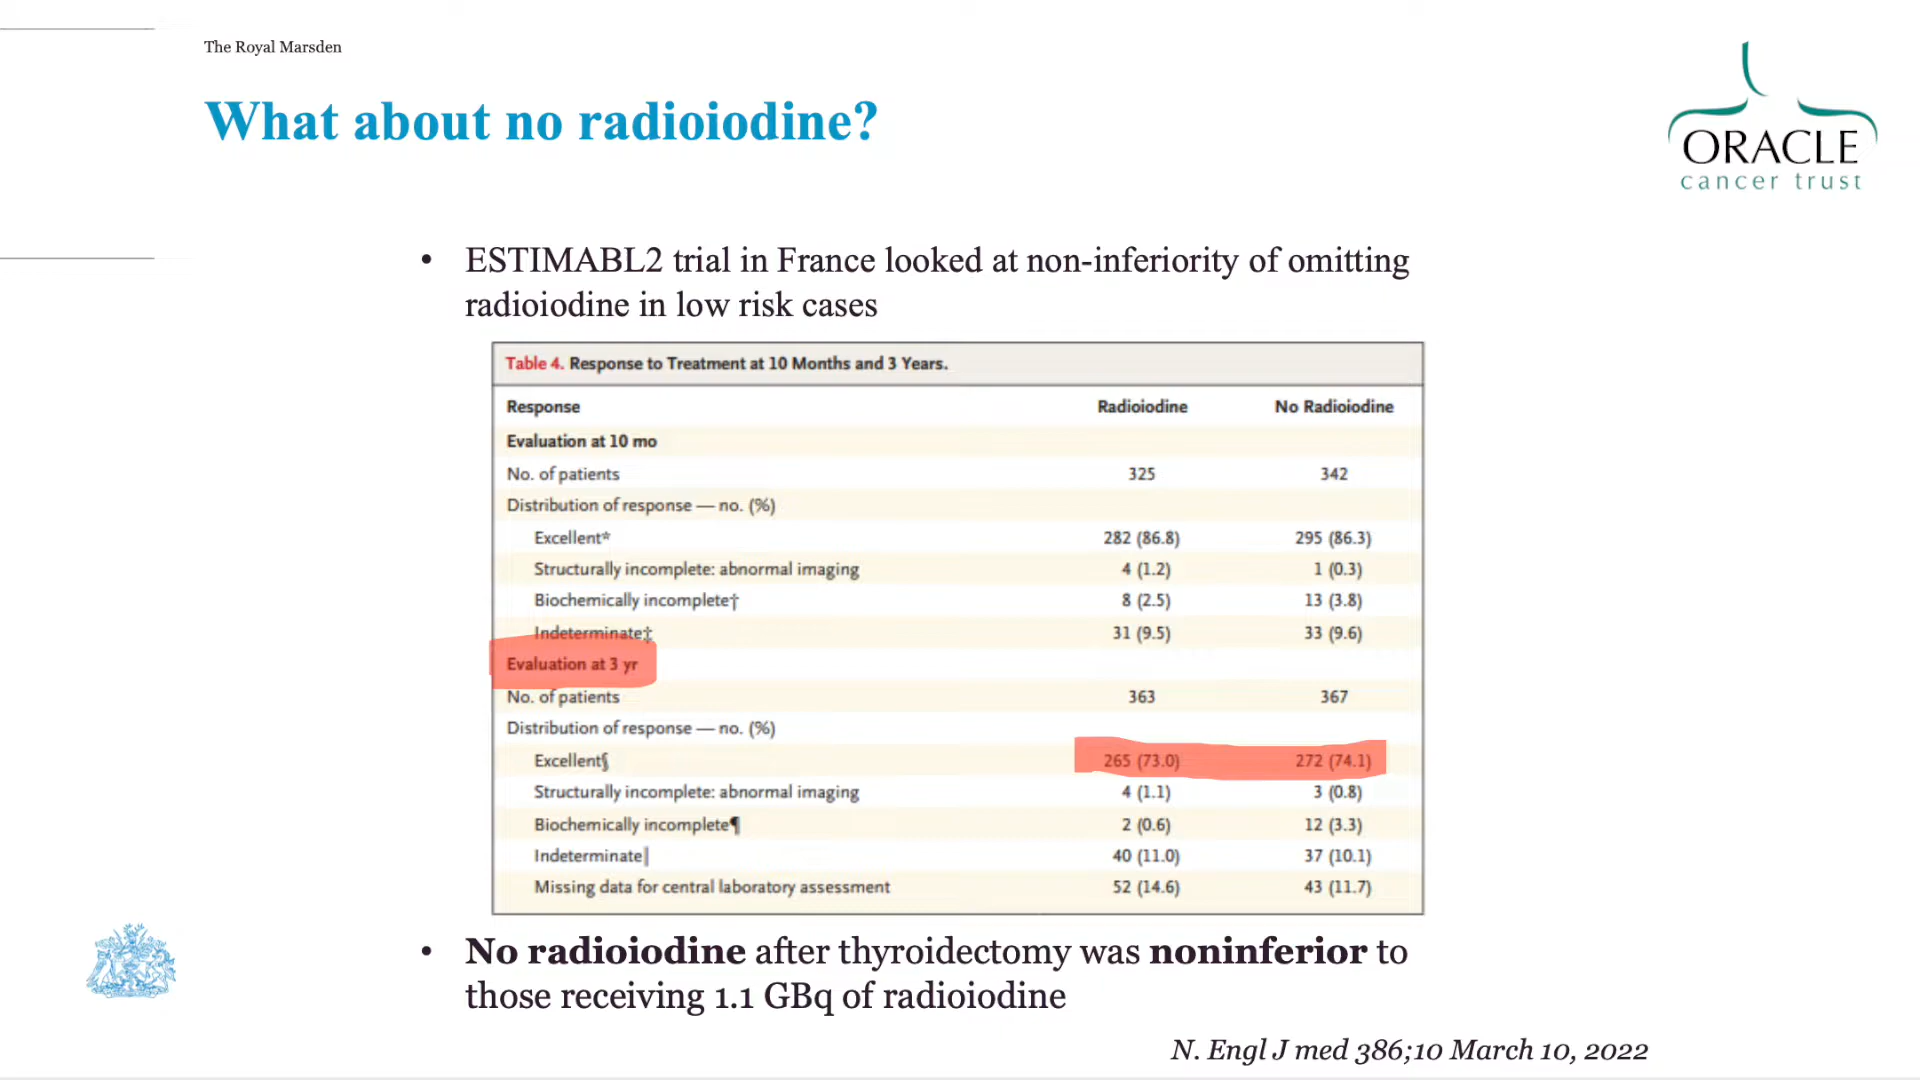 The Royal Marsden
What about no radioiodine?
ORACLE
cancer trust
• ESTIMABL2 trial in France looked at non-inferiority of omitting
radioiodine in low risk cases
Table 4. Response to Treatment at 10 Months and 3 Years.
Response Radioiodine No Radioiodine
Evaluation at 10 mo
No. of patients 325 342
Distribution of response — no. (%)
Excellent* 282 (86.8) 295 (86.3)
Structurally incomplete: abnormal imaging 4 (1.2) 1 (0.3)
Biochemically incomplete† 8 (2.5) 13 (3.8)
Indeterminate‡ 31 (9.5) 33 (9.6)
Evaluation at 3 yr
No. of patients 363 367
Distribution of response — no. (%)
Excellent§ 265 (73.0) 272 (74.1)
Structurally incomplete: abnormal imaging 4 (1.1) 3 (0.8)
Biochemically incomplete¶ 2 (0.6) 12 (3.3)
Indeterminate‖ 40 (11.0) 37 (10.1)
Missing data for central laboratory assessment 52 (14.6) 43 (11.7)
• No radioiodine after thyroidectomy was noninferior to
those receiving 1.1 GBq of radioiodine
N. Engl J med 386;10 March 10, 2022